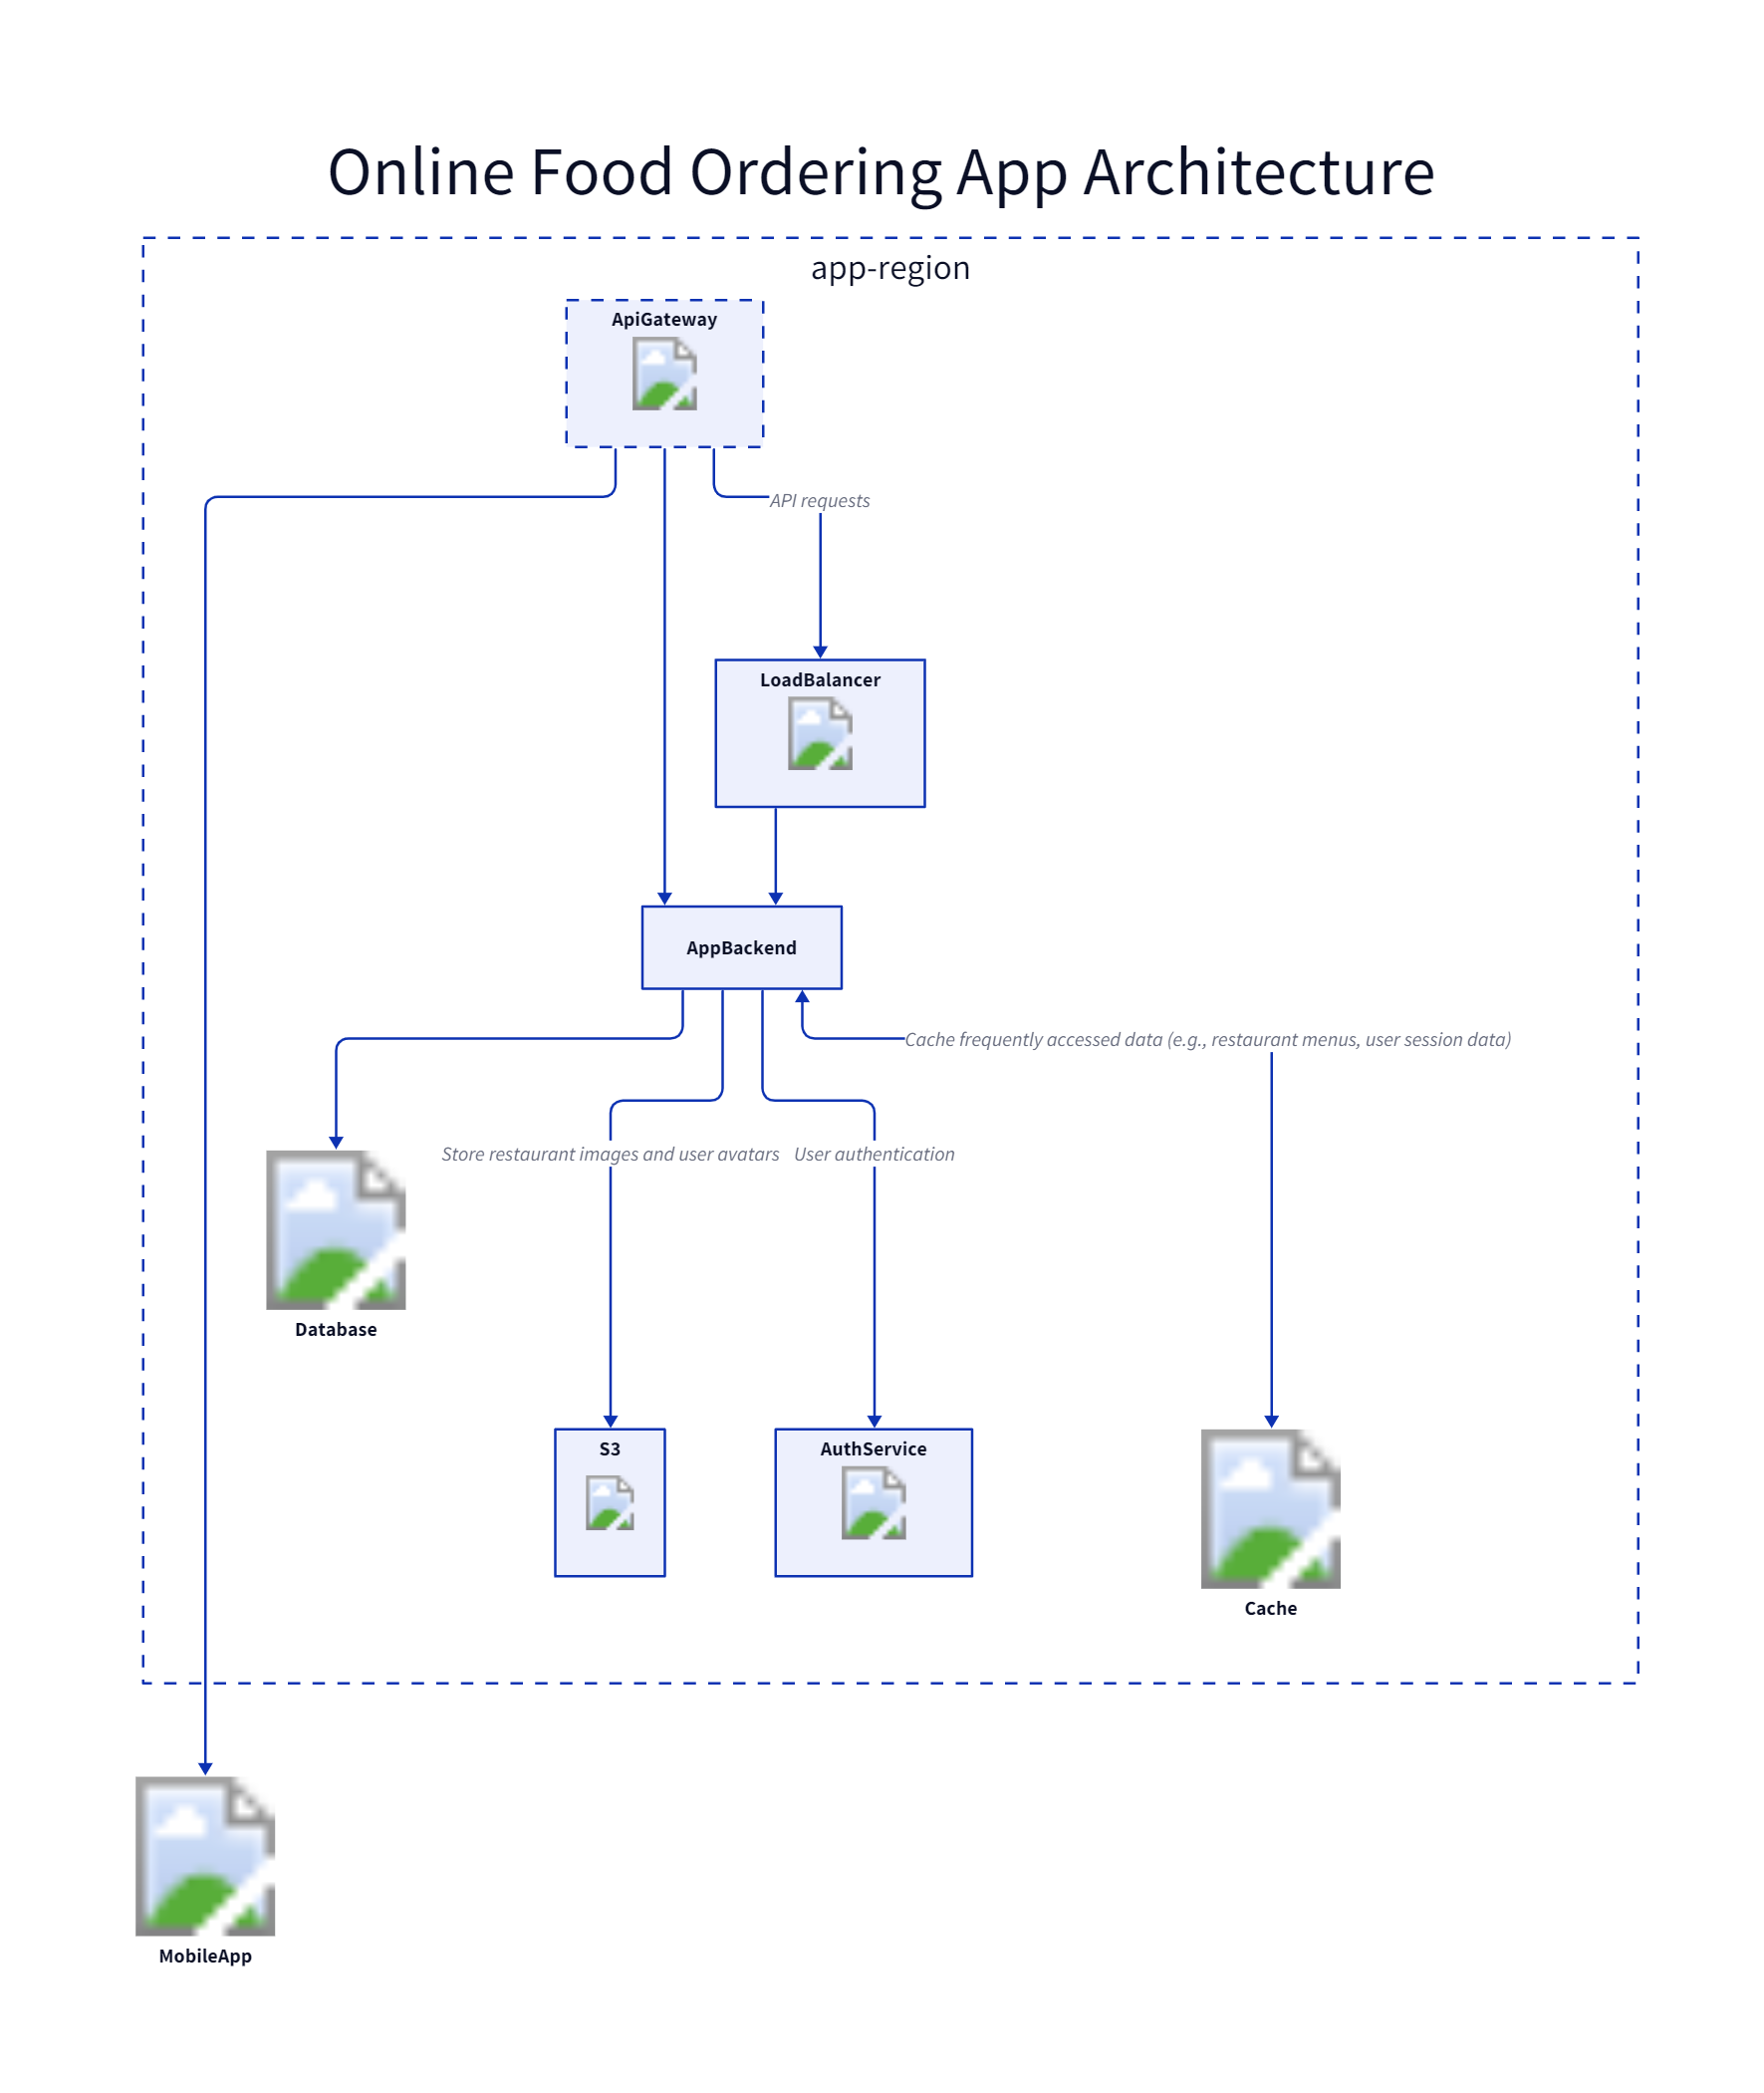 Online Food Ordering App Architecture
app-region
ApiGateway
API requests
LoadBalancer
AppBackend
Cache frequently accessed data (e.g., restaurant menus, user session data)
Store restaurant images and user avatars
User authentication
Database
S3
AuthService
Cache
MobileApp